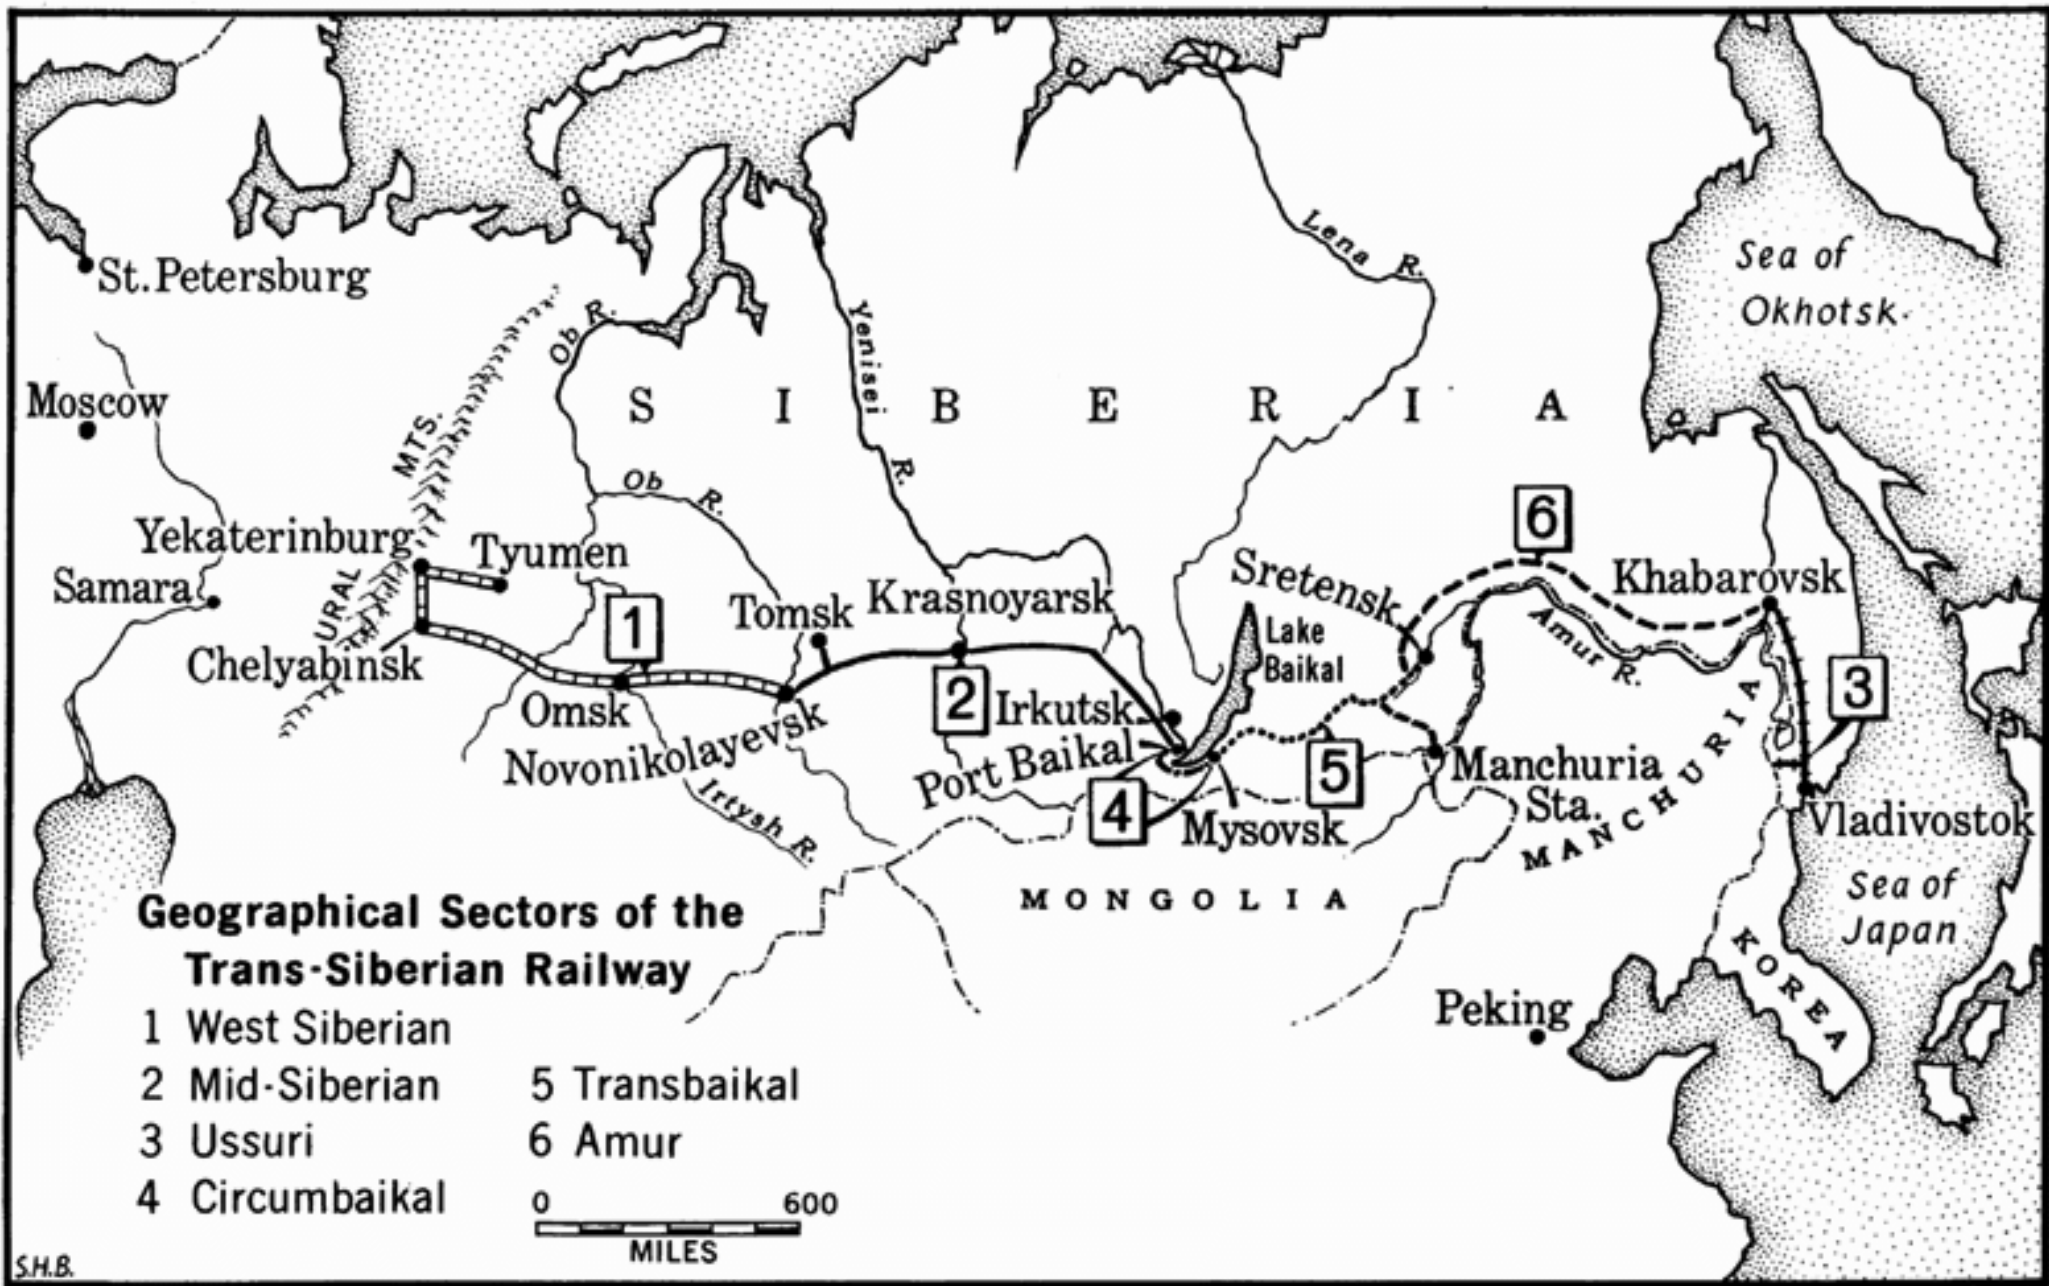 Sea of
Okhotsk
St. Petersburg
Lena R.
Ob R.
Yenisei R.
Moscow
SIBERIA
URAL MTS.
Ob R.
Yekaterinburg
Tyumen
Samara
Chelyabinsk
1
Omsk
Novonikolayevsk
Tomsk
Krasnoyarsk
2
Irkutsk
Port Baikal
Lake
Baikal
Sretensk
6
Khabarovsk
Amur R.
3
5
4
Mysovsk
Manchuria
Sta.
MANCHURIA
Vladivostok
Irtysh R.
MONGOLIA
Sea of
Japan
KOREA
Peking
Geographical Sectors of the
Trans-Siberian Railway
1 West Siberian
2 Mid-Siberian
3 Ussuri
4 Circumbaikal
5 Transbaikal
6 Amur
0 600
MILES
S.H.B.